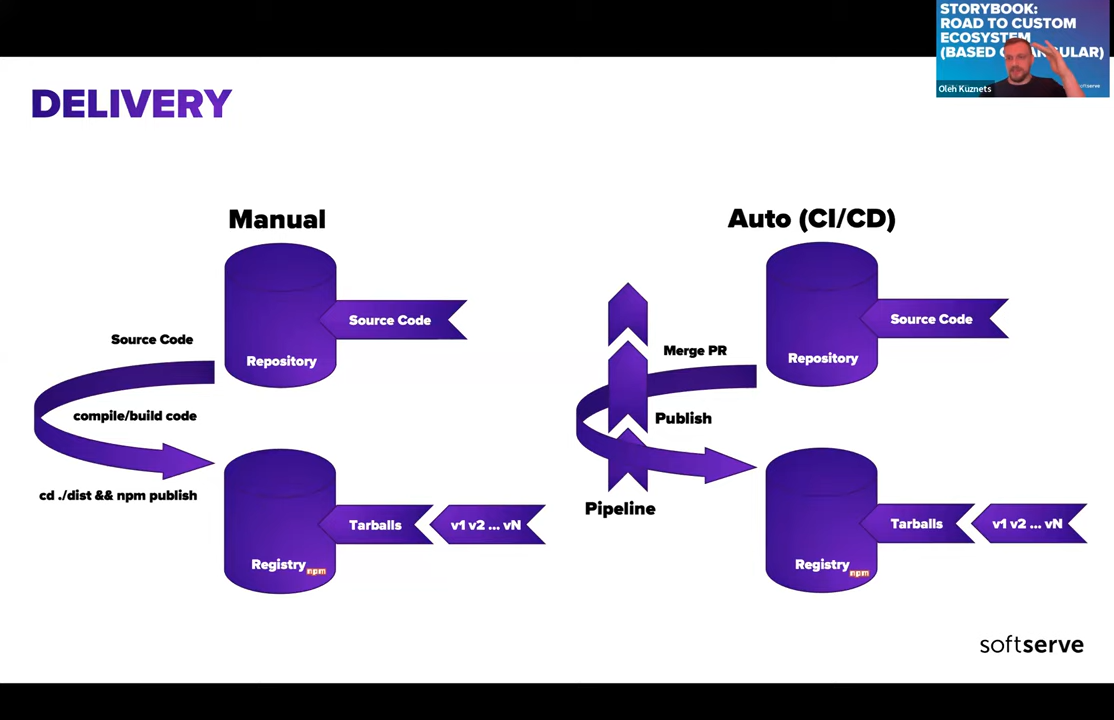 STORYBOOK:
ROAD TO CUSTOM
ECOSYSTEM
(BASED
Oleh Kuznets
DELIVERY
Manual
Source Code
Repository
Source Code
compile/build code
cd ./dist && npm publish
Tarballs
v1 v2 ... vN
Registry
npm
Auto (CI/CD)
Source Code
Repository
Merge PR
Publish
Pipeline
Tarballs
v1 v2 ... vN
Registry
npm
softserve